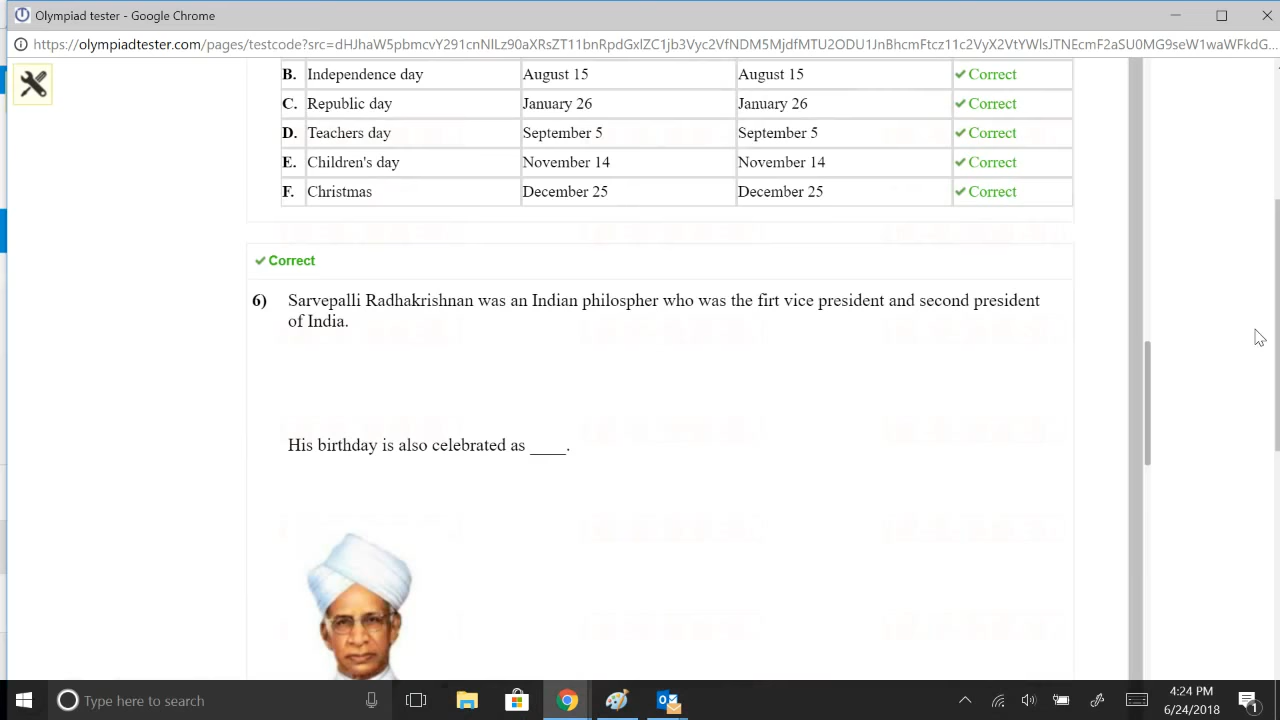 Olympiad tester - Google Chrome
https://olympiadtester.com/pages/testcode?src=dHJhaW5pbmcvY291cnNlLz90aXRsZT11bnRpdGxlZC1jb3Vyc2VfNDM5MjdfMTU2ODU1JnBhcmFtcz11c2VyX2VtYWlsJTNEcmF2aSU0MG9seW1waWFkdG...
B. Independence day August 15 August 15 Correct
C. Republic day January 26 January 26 Correct
D. Teachers day September 5 September 5 Correct
E. Children's day November 14 November 14 Correct
F. Christmas December 25 December 25 Correct
Correct
6) Sarvepalli Radhakrishnan was an Indian philospher who was the firt vice president and second president
of India.
His birthday is also celebrated as ____.
Type here to search
4:24 PM
6/24/2018
1